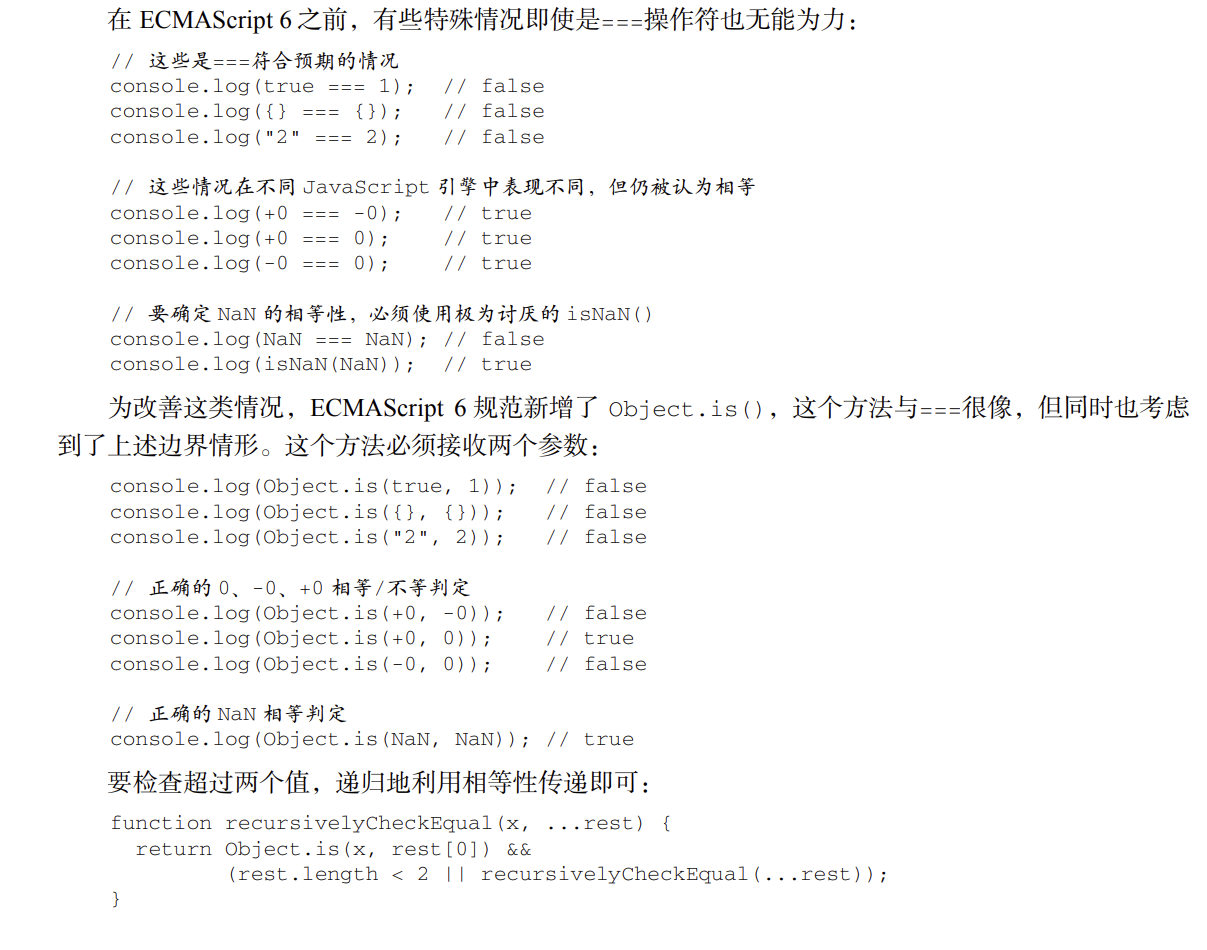 在 ECMAScript 6 之前，有些特殊情况即使是===操作符也无能为力：
// 这些是===符合预期的情况
console.log(true === 1);  // false
console.log({} === {});   // false
console.log("2" === 2);   // false
// 这些情况在不同 JavaScript 引擎中表现不同，但仍被认为相等
console.log(+0 === -0);   // true
console.log(+0 === 0);    // true
console.log(-0 === 0);    // true
// 要确定 NaN 的相等性，必须使用极为讨厌的 isNaN()
console.log(NaN === NaN); // false
console.log(isNaN(NaN));  // true
为改善这类情况，ECMAScript 6 规范新增了 Object.is()，这个方法与===很像，但同时也考虑
到了上述边界情形。这个方法必须接收两个参数：
console.log(Object.is(true, 1));  // false
console.log(Object.is({}, {}));   // false
console.log(Object.is("2", 2));   // false
// 正确的 0、-0、+0 相等/不等判定
console.log(Object.is(+0, -0));   // false
console.log(Object.is(+0, 0));    // true
console.log(Object.is(-0, 0));    // false
// 正确的 NaN 相等判定
console.log(Object.is(NaN, NaN)); // true
要检查超过两个值，递归地利用相等性传递即可：
function recursivelyCheckEqual(x, ...rest) {
  return Object.is(x, rest[0]) &&
         (rest.length < 2 || recursivelyCheckEqual(...rest));
}